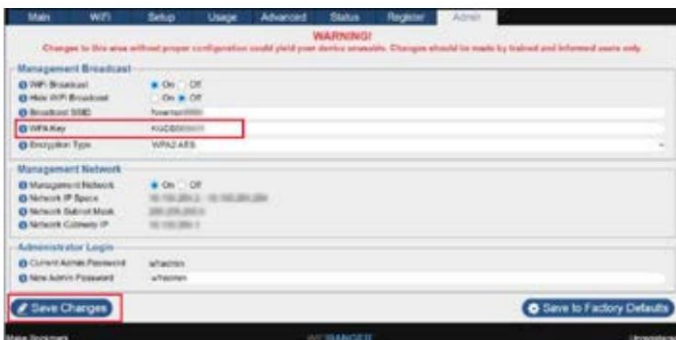 Main WiFi Setup Usage Advanced Status Register Admin
WARNING!
Changes to this area without proper configuration could yield your device unusable. Changes should be made by trained and informed users only.
Management Broadcast
WiFi Broadcast On Off
Hide WiFi Broadcast On Off
Broadcast SSID
WPA Key
Encryption Type WPA2-AES
Management Network
Management Network On Off
Network IP Space
Network Subnet Mask
Network Gateway IP
Administrator Login
Current Admin Password
New Admin Password
Save Changes Save to Factory Defaults
Make Bookmark WiFiRANGER